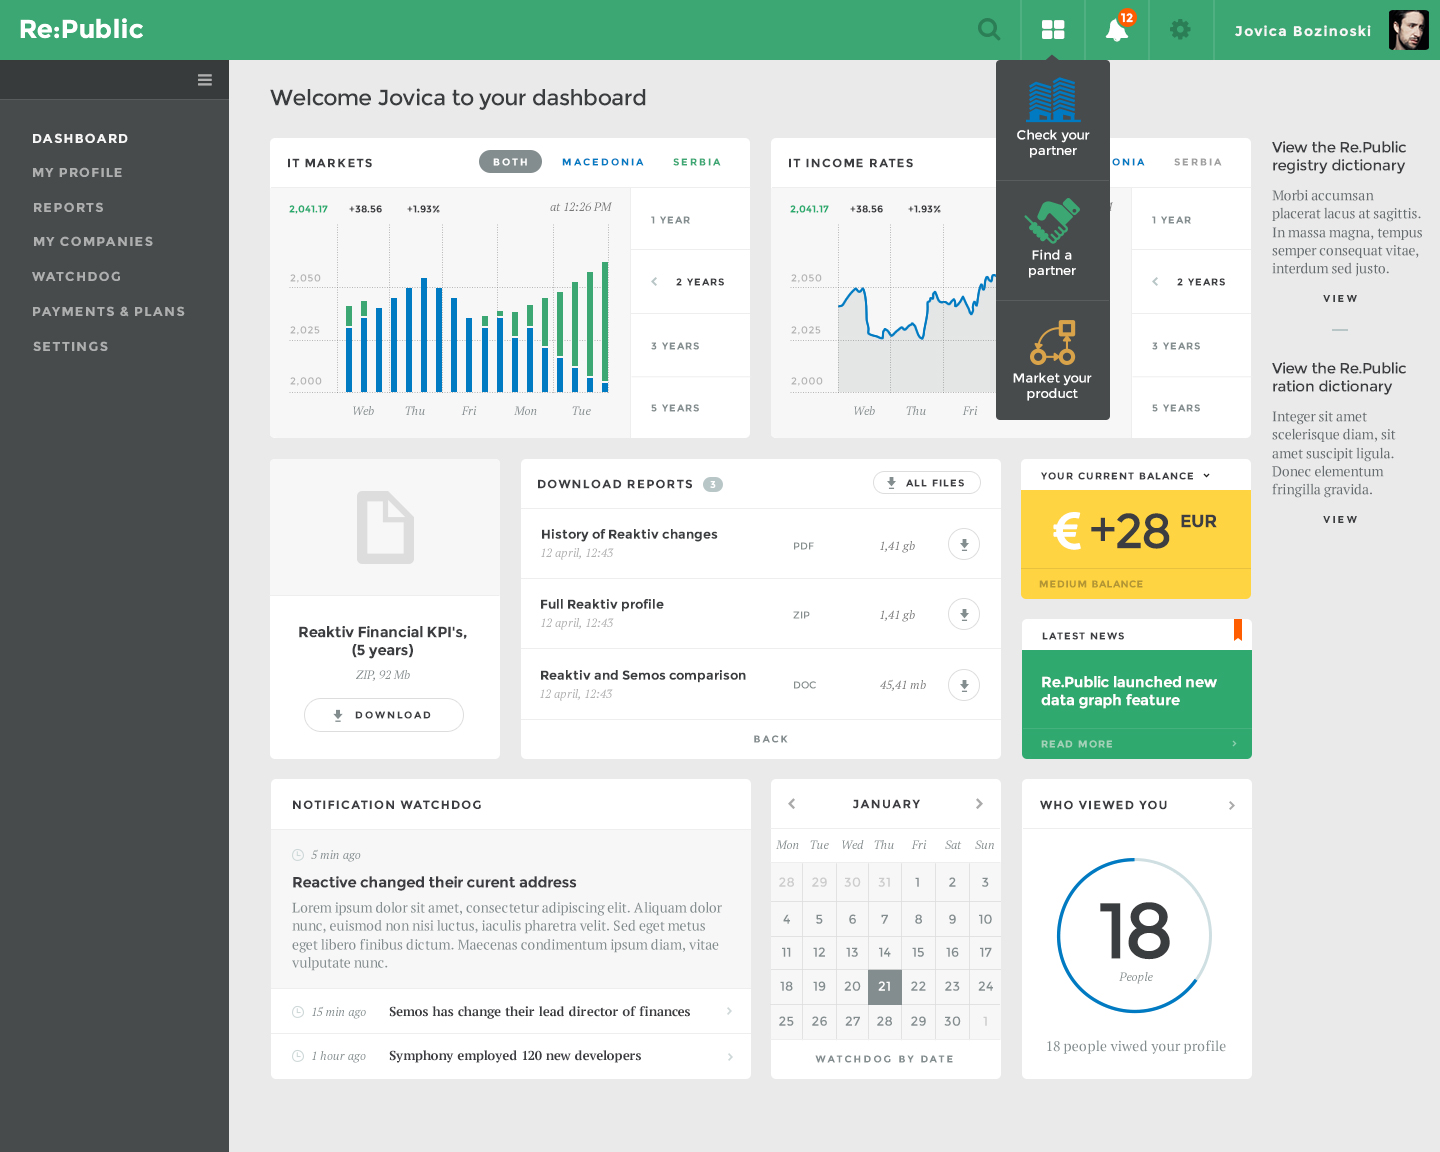 Re:Public
12
Jovica Bozinoski
DASHBOARD
MY PROFILE
REPORTS
MY COMPANIES
WATCHDOG
PAYMENTS & PLANS
SETTINGS
Welcome Jovica to your dashboard
Check your
partner
Find a
partner
Market your
product
IT MARKETS
BOTH
MACEDONIA
SERBIA
2,041.17
+38.56
+1.93%
at 12:26 PM
2,050
2,025
2,000
Web
Thu
Fri
Mon
Tue
1 YEAR
2 YEARS
3 YEARS
5 YEARS
IT INCOME RATES
ONIA
SERBIA
2,041.17
+38.56
+1.93%
2,050
2,025
2,000
Web
Thu
Fri
1 YEAR
2 YEARS
3 YEARS
5 YEARS
View the Re.Public
registry dictionary
Morbi accumsan
placerat lacus at sagittis.
In massa magna, tempus
semper consequat vitae,
interdum sed justo.
VIEW
View the Re.Public
ration dictionary
Integer sit amet
scelerisque diam, sit
amet suscipit ligula.
Donec elementum
fringilla gravida.
VIEW
Reaktiv Financial KPI's,
(5 years)
ZIP, 92 Mb
DOWNLOAD
DOWNLOAD REPORTS
3
ALL FILES
History of Reaktiv changes
12 april, 12:43
PDF
1,41 gb
Full Reaktiv profile
12 april, 12:43
ZIP
1,41 gb
Reaktiv and Semos comparison
12 april, 12:43
DOC
45,41 mb
BACK
YOUR CURRENT BALANCE
€ +28 EUR
MEDIUM BALANCE
LATEST NEWS
Re.Public launched new
data graph feature
READ MORE
NOTIFICATION WATCHDOG
5 min ago
Reactive changed their curent address
Lorem ipsum dolor sit amet, consectetur adipiscing elit. Aliquam dolor
nunc, euismod non nisi luctus, iaculis pharetra velit. Sed eget metus
eget libero finibus dictum. Maecenas condimentum ipsum diam, vitae
vulputate nunc.
15 min ago
Semos has change their lead director of finances
1 hour ago
Symphony employed 120 new developers
JANUARY
Mon Tue Wed Thu Fri Sat Sun
28 29 30 31 1 2 3
4 5 6 7 8 9 10
11 12 13 14 15 16 17
18 19 20 21 22 23 24
25 26 27 28 29 30 1
WATCHDOG BY DATE
WHO VIEWED YOU
18
People
18 people viwed your profile